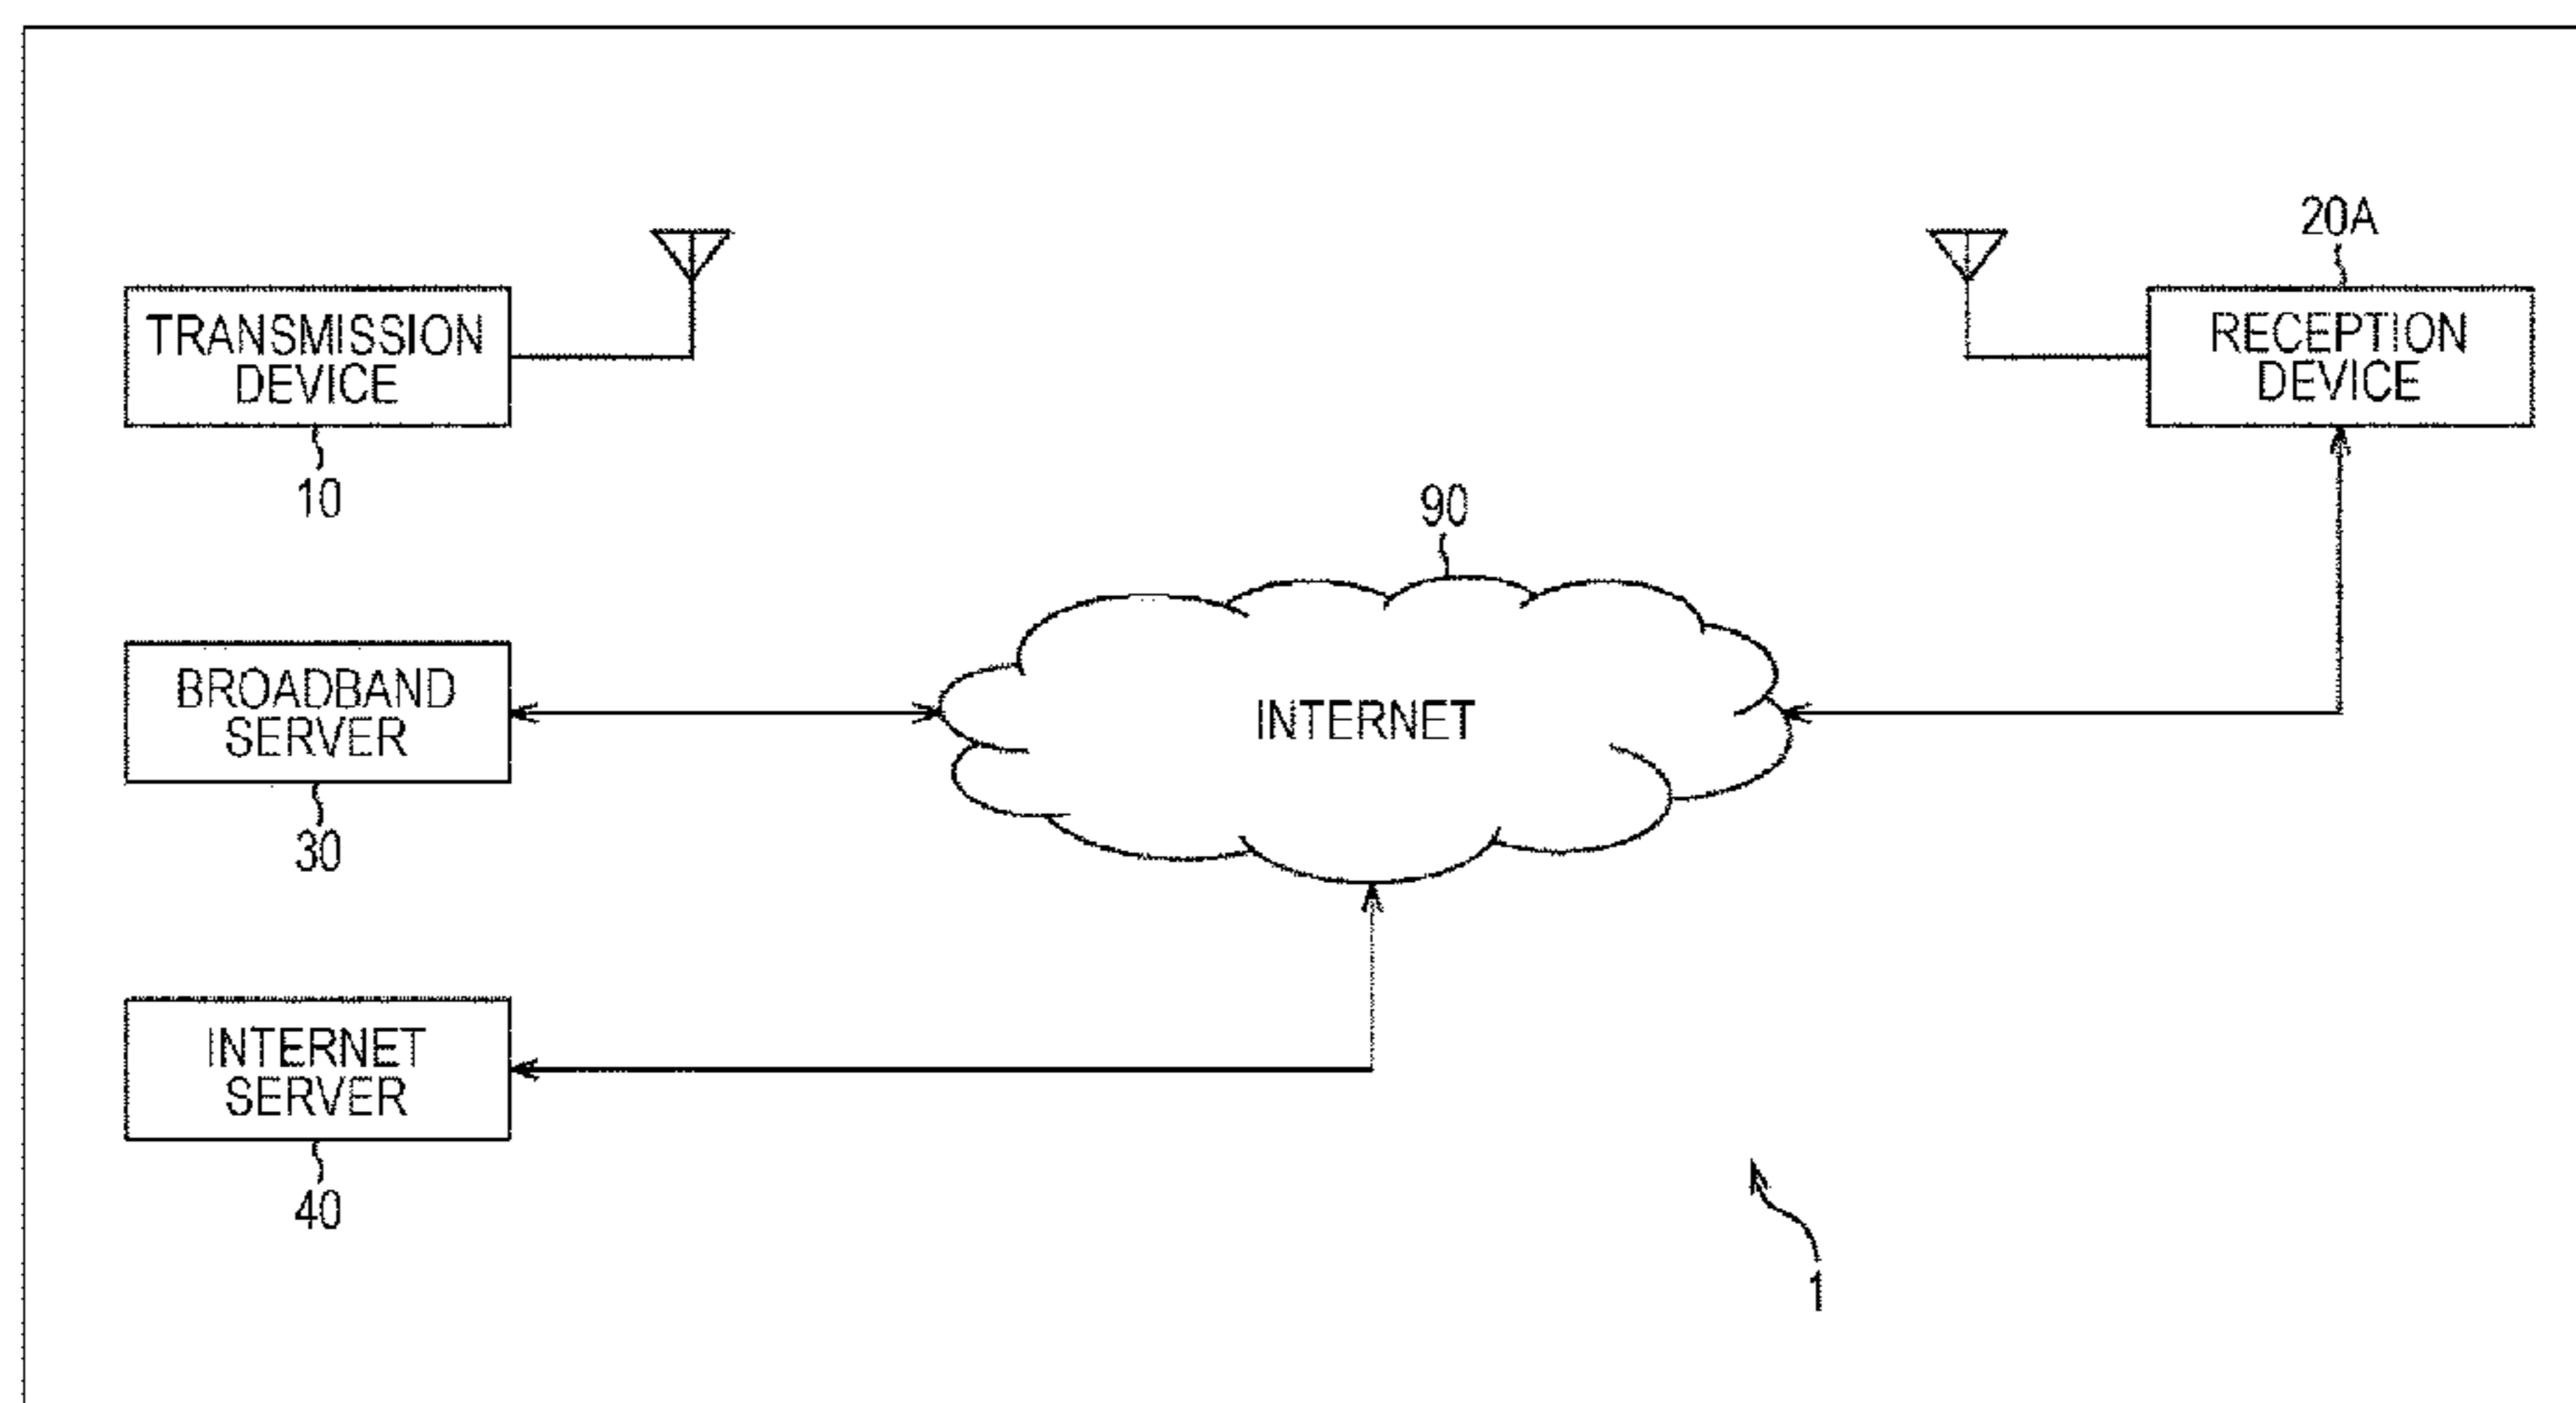 20A
TRANSMISSION
DEVICE
10
RECEPTION
DEVICE
90
BROADBAND
SERVER
30
INTERNET
INTERNET
SERVER
40
1